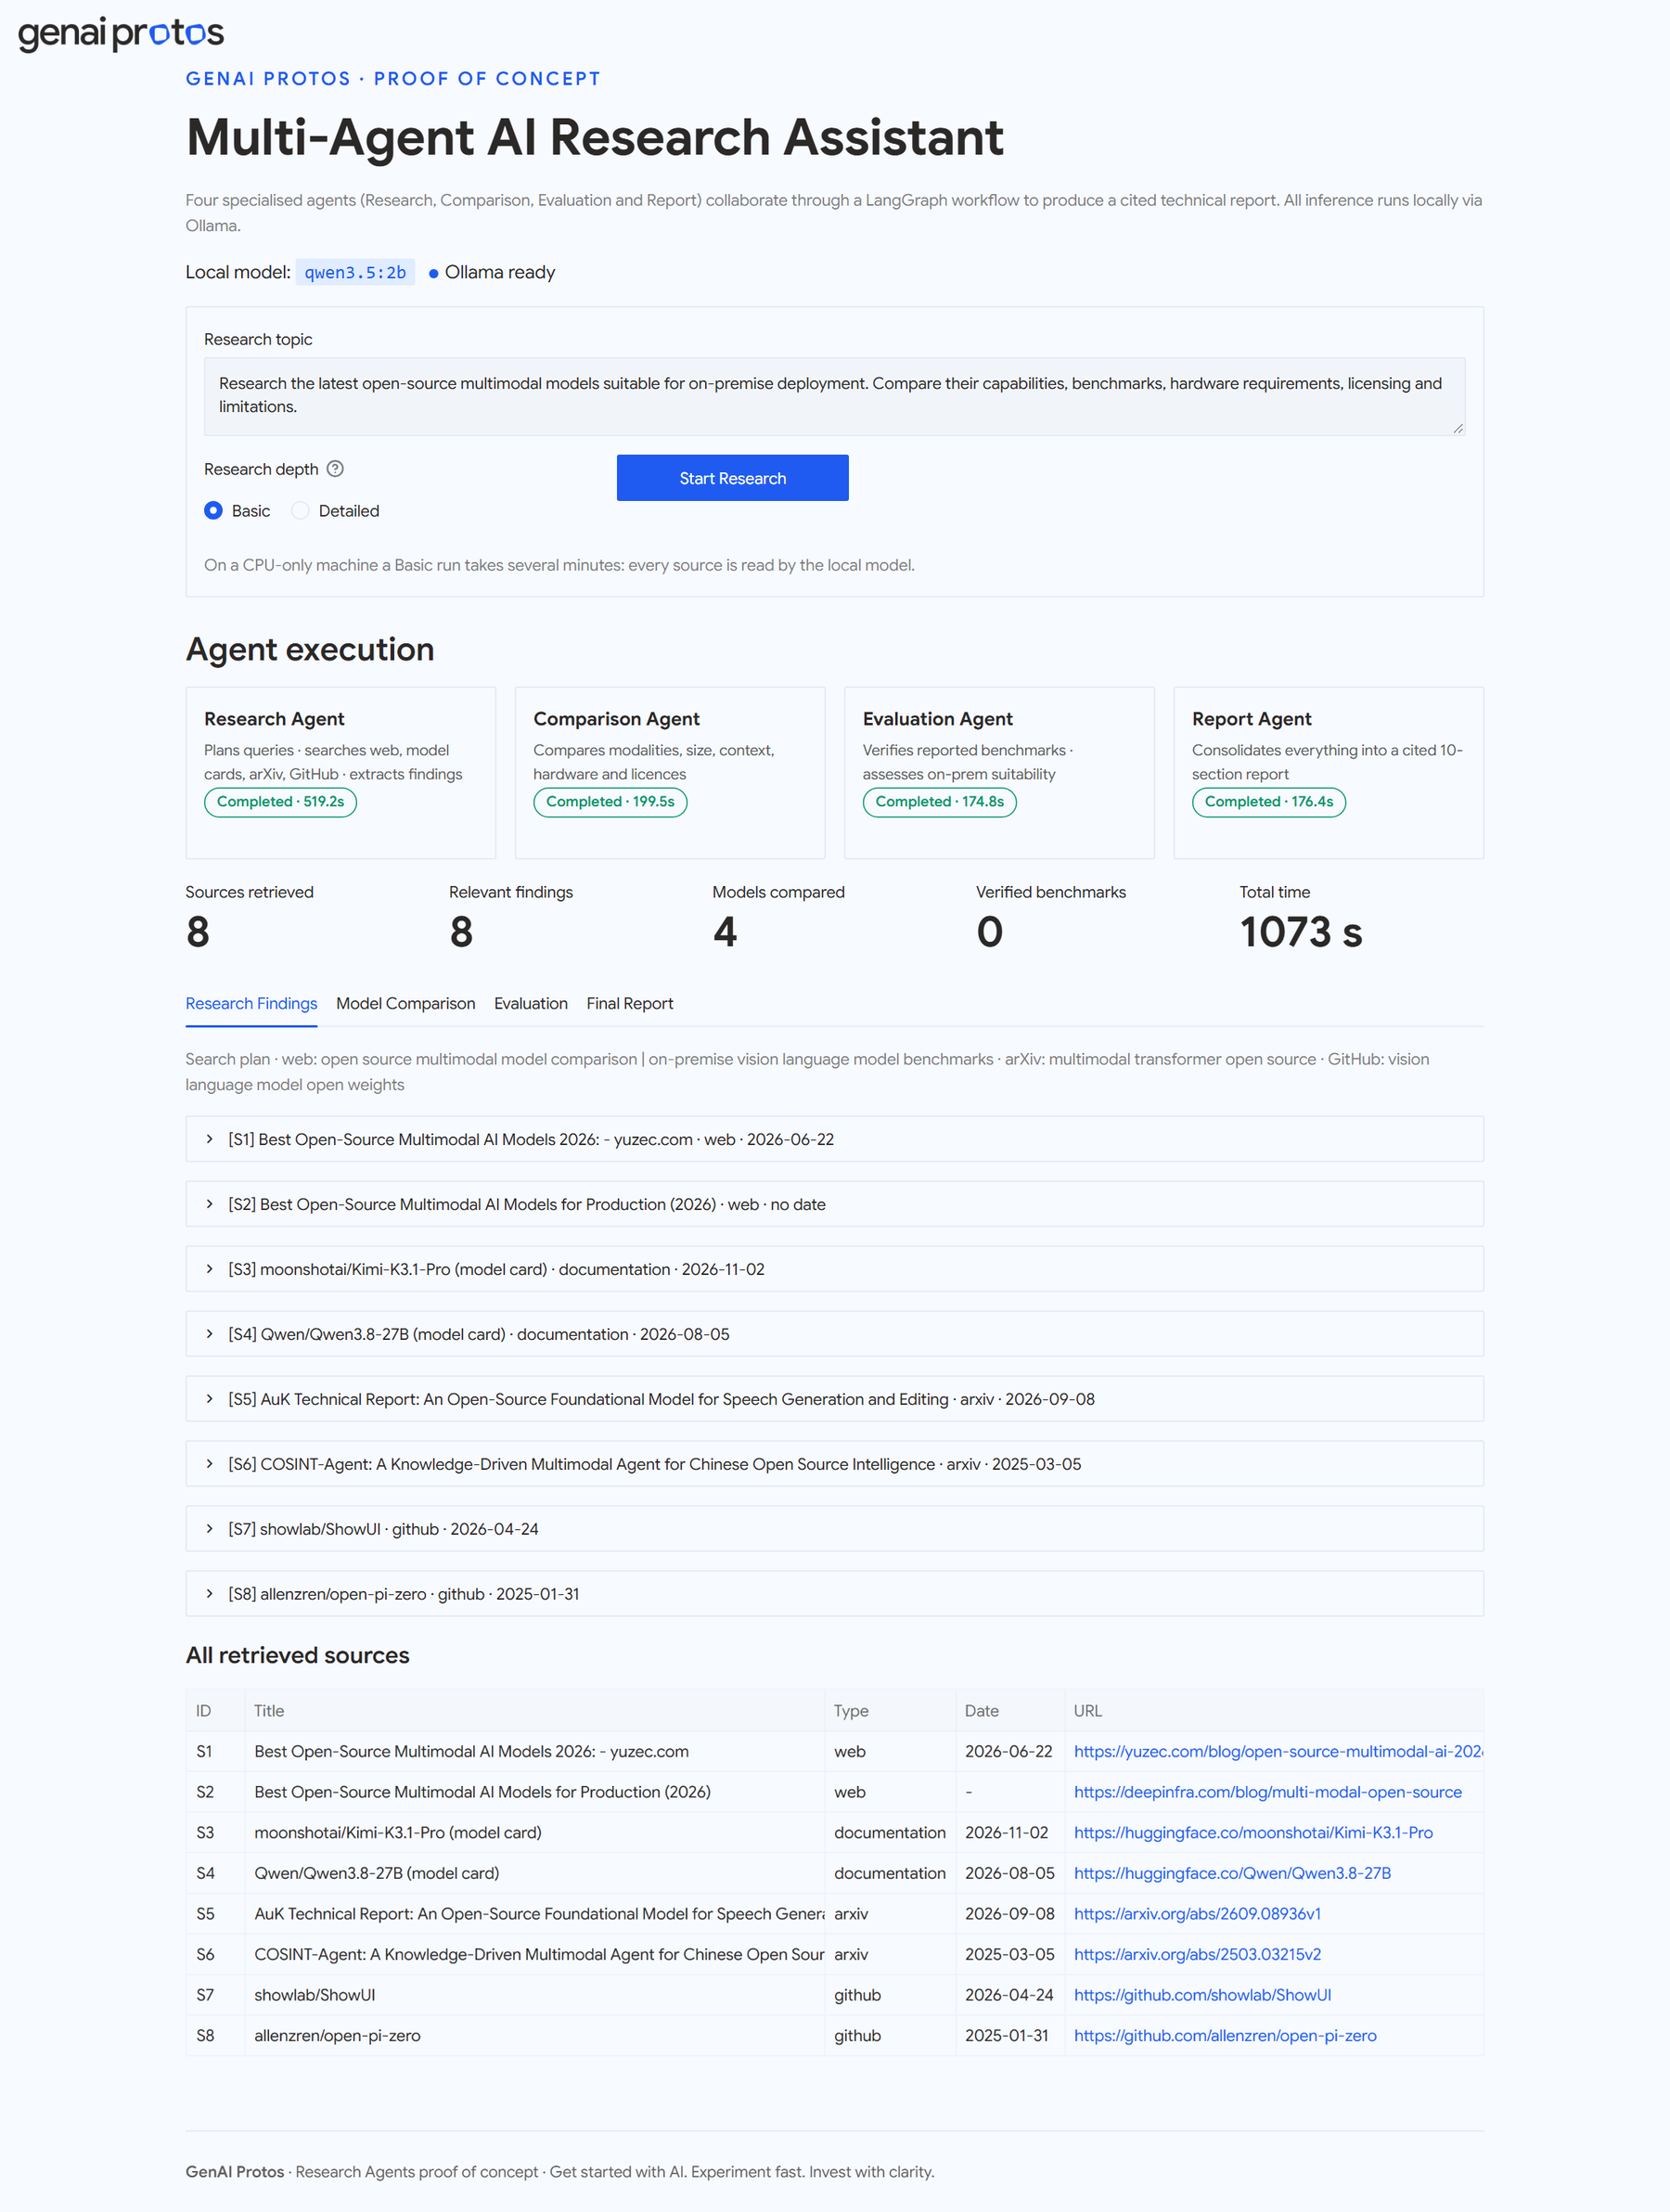 genai protos
GENAI PROTOS · PROOF OF CONCEPT
Multi-Agent AI Research Assistant
Four specialised agents (Research, Comparison, Evaluation and Report) collaborate through a LangGraph workflow to produce a cited technical report. All inference runs locally via
Ollama.
Local model: qwen3.5:2b Ollama ready
Research topic
Research the latest open-source multimodal models suitable for on-premise deployment. Compare their capabilities, benchmarks, hardware requirements, licensing and
limitations.
Research depth ?
Start Research
Basic Detailed
On a CPU-only machine a Basic run takes several minutes: every source is read by the local model.
Agent execution
Research Agent
Plans queries · searches web, model
cards, arXiv, GitHub · extracts findings
Completed · 519.2s
Comparison Agent
Compares modalities, size, context,
hardware and licences
Completed · 199.5s
Evaluation Agent
Verifies reported benchmarks ·
assesses on-prem suitability
Completed · 174.8s
Report Agent
Consolidates everything into a cited 10-
section report
Completed · 176.4s
Sources retrieved
8
Relevant findings
8
Models compared
4
Verified benchmarks
0
Total time
1073 s
Research Findings Model Comparison Evaluation Final Report
Search plan · web: open source multimodal model comparison | on-premise vision language model benchmarks · arXiv: multimodal transformer open source · GitHub: vision
language model open weights
[S1] Best Open-Source Multimodal AI Models 2026: - yuzec.com · web · 2026-06-22
[S2] Best Open-Source Multimodal AI Models for Production (2026) · web · no date
[S3] moonshotai/Kimi-K3.1-Pro (model card) · documentation · 2026-11-02
[S4] Qwen/Qwen3.8-27B (model card) · documentation · 2026-08-05
[S5] AuK Technical Report: An Open-Source Foundational Model for Speech Generation and Editing · arxiv · 2026-09-08
[S6] COSINT-Agent: A Knowledge-Driven Multimodal Agent for Chinese Open Source Intelligence · arxiv · 2025-03-05
[S7] showlab/ShowUI · github · 2026-04-24
[S8] allenzren/open-pi-zero · github · 2025-01-31
All retrieved sources
ID Title Type Date URL
S1 Best Open-Source Multimodal AI Models 2026: - yuzec.com web 2026-06-22 https://yuzec.com/blog/open-source-multimodal-ai-202
S2 Best Open-Source Multimodal AI Models for Production (2026) web - https://deepinfra.com/blog/multi-modal-open-source
S3 moonshotai/Kimi-K3.1-Pro (model card) documentation 2026-11-02 https://huggingface.co/moonshotai/Kimi-K3.1-Pro
S4 Qwen/Qwen3.8-27B (model card) documentation 2026-08-05 https://huggingface.co/Qwen/Qwen3.8-27B
S5 AuK Technical Report: An Open-Source Foundational Model for Speech Genera arxiv 2026-09-08 https://arxiv.org/abs/2609.08936v1
S6 COSINT-Agent: A Knowledge-Driven Multimodal Agent for Chinese Open Sour arxiv 2025-03-05 https://arxiv.org/abs/2503.03215v2
S7 showlab/ShowUI github 2026-04-24 https://github.com/showlab/ShowUI
S8 allenzren/open-pi-zero github 2025-01-31 https://github.com/allenzren/open-pi-zero
GenAI Protos · Research Agents proof of concept · Get started with AI. Experiment fast. Invest with clarity.